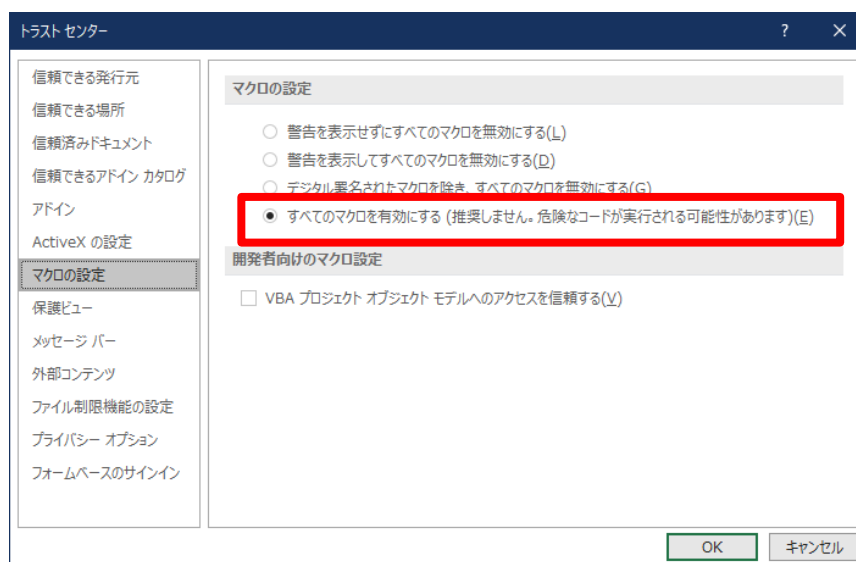 トラスト センター
?
×
信頼できる発行元
信頼できる場所
信頼済みドキュメント
信頼できるアドイン カタログ
アドイン
ActiveX の設定
マクロの設定
保護ビュー
メッセージ バー
外部コンテンツ
ファイル制限機能の設定
プライバシー オプション
フォームベースのサインイン
マクロの設定
警告を表示せずにすべてのマクロを無効にする(L)
警告を表示してすべてのマクロを無効にする(D)
デジタル署名されたマクロを除き、すべてのマクロを無効にする(G)
すべてのマクロを有効にする (推奨しません。危険なコードが実行される可能性があります)(E)
開発者向けのマクロ設定
VBA プロジェクト オブジェクト モデルへのアクセスを信頼する(V)
OK
キャンセル